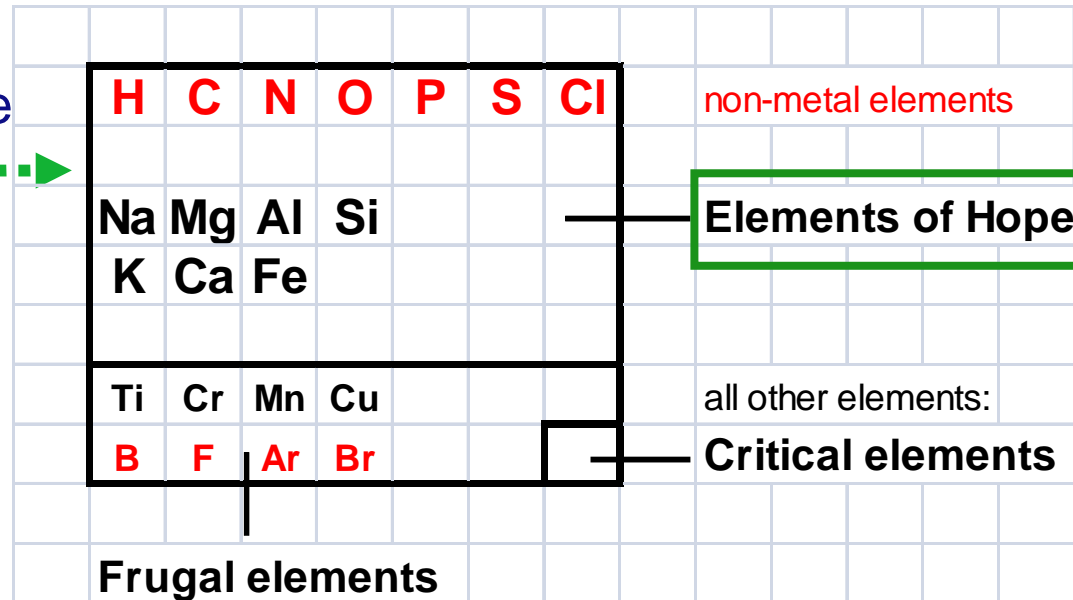 e
H C N O P S Cl non-metal elements
Na Mg Al Si Elements of Hope
K Ca Fe
Ti Cr Mn Cu all other elements:
B F Ar Br Critical elements
Frugal elements